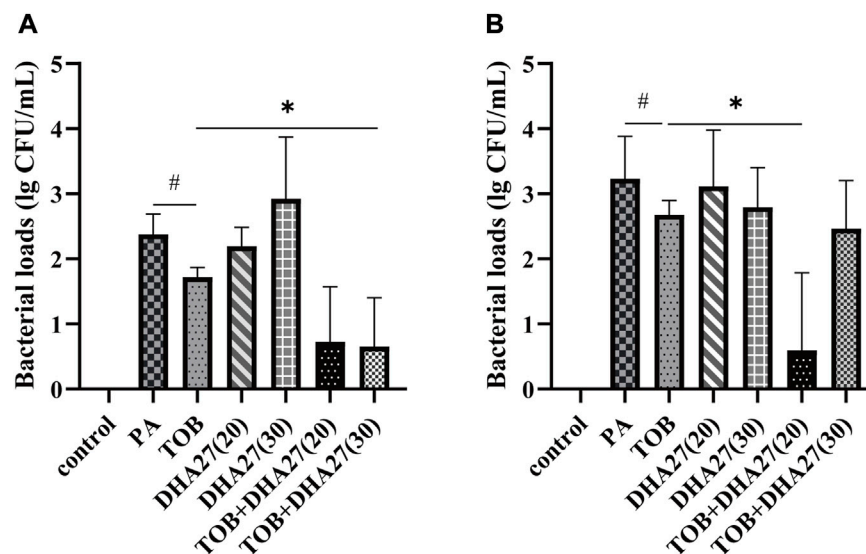 A
Bacterial loads (lg CFU/mL)
5
4
3
2
1
0
#
*
control
PA
TOB
DHA27(20)
DHA27(30)
TOB+DHA27(20)
TOB+DHA27(30)
B
Bacterial loads (lg CFU/mL)
5
4
3
2
1
0
#
*
control
PA
TOB
DHA27(20)
DHA27(30)
TOB+DHA27(20)
TOB+DHA27(30)